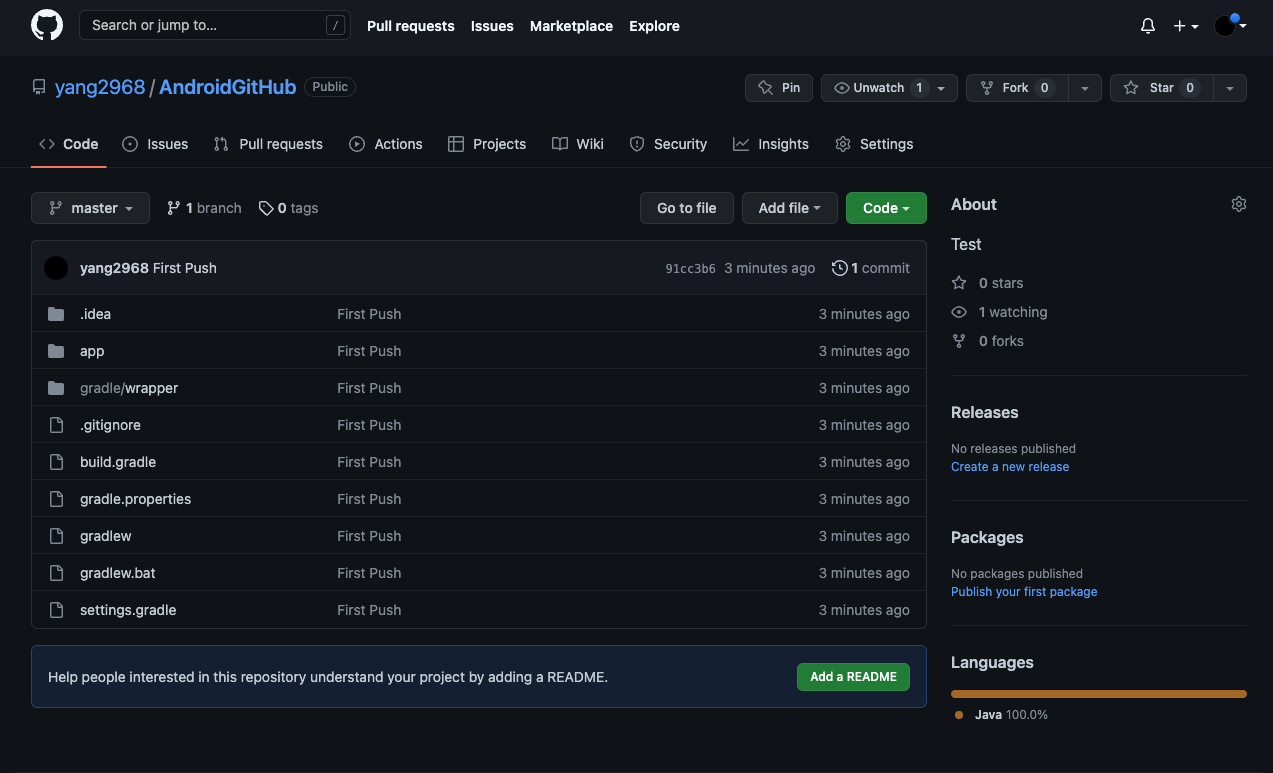 Search or jump to... /
Pull requests Issues Marketplace Explore
yang2968 / AndroidGitHub Public
Pin Unwatch 1 Fork 0 Star 0
Code Issues Pull requests Actions Projects Wiki Security Insights Settings
master 1 branch 0 tags Go to file Add file Code
yang2968 First Push 91cc3b6 3 minutes ago 1 commit
.idea First Push 3 minutes ago
app First Push 3 minutes ago
gradle/wrapper First Push 3 minutes ago
.gitignore First Push 3 minutes ago
build.gradle First Push 3 minutes ago
gradle.properties First Push 3 minutes ago
gradlew First Push 3 minutes ago
gradlew.bat First Push 3 minutes ago
settings.gradle First Push 3 minutes ago
Help people interested in this repository understand your project by adding a README. Add a README
About
Test
0 stars
1 watching
0 forks
Releases
No releases published
Create a new release
Packages
No packages published
Publish your first package
Languages
Java 100.0%